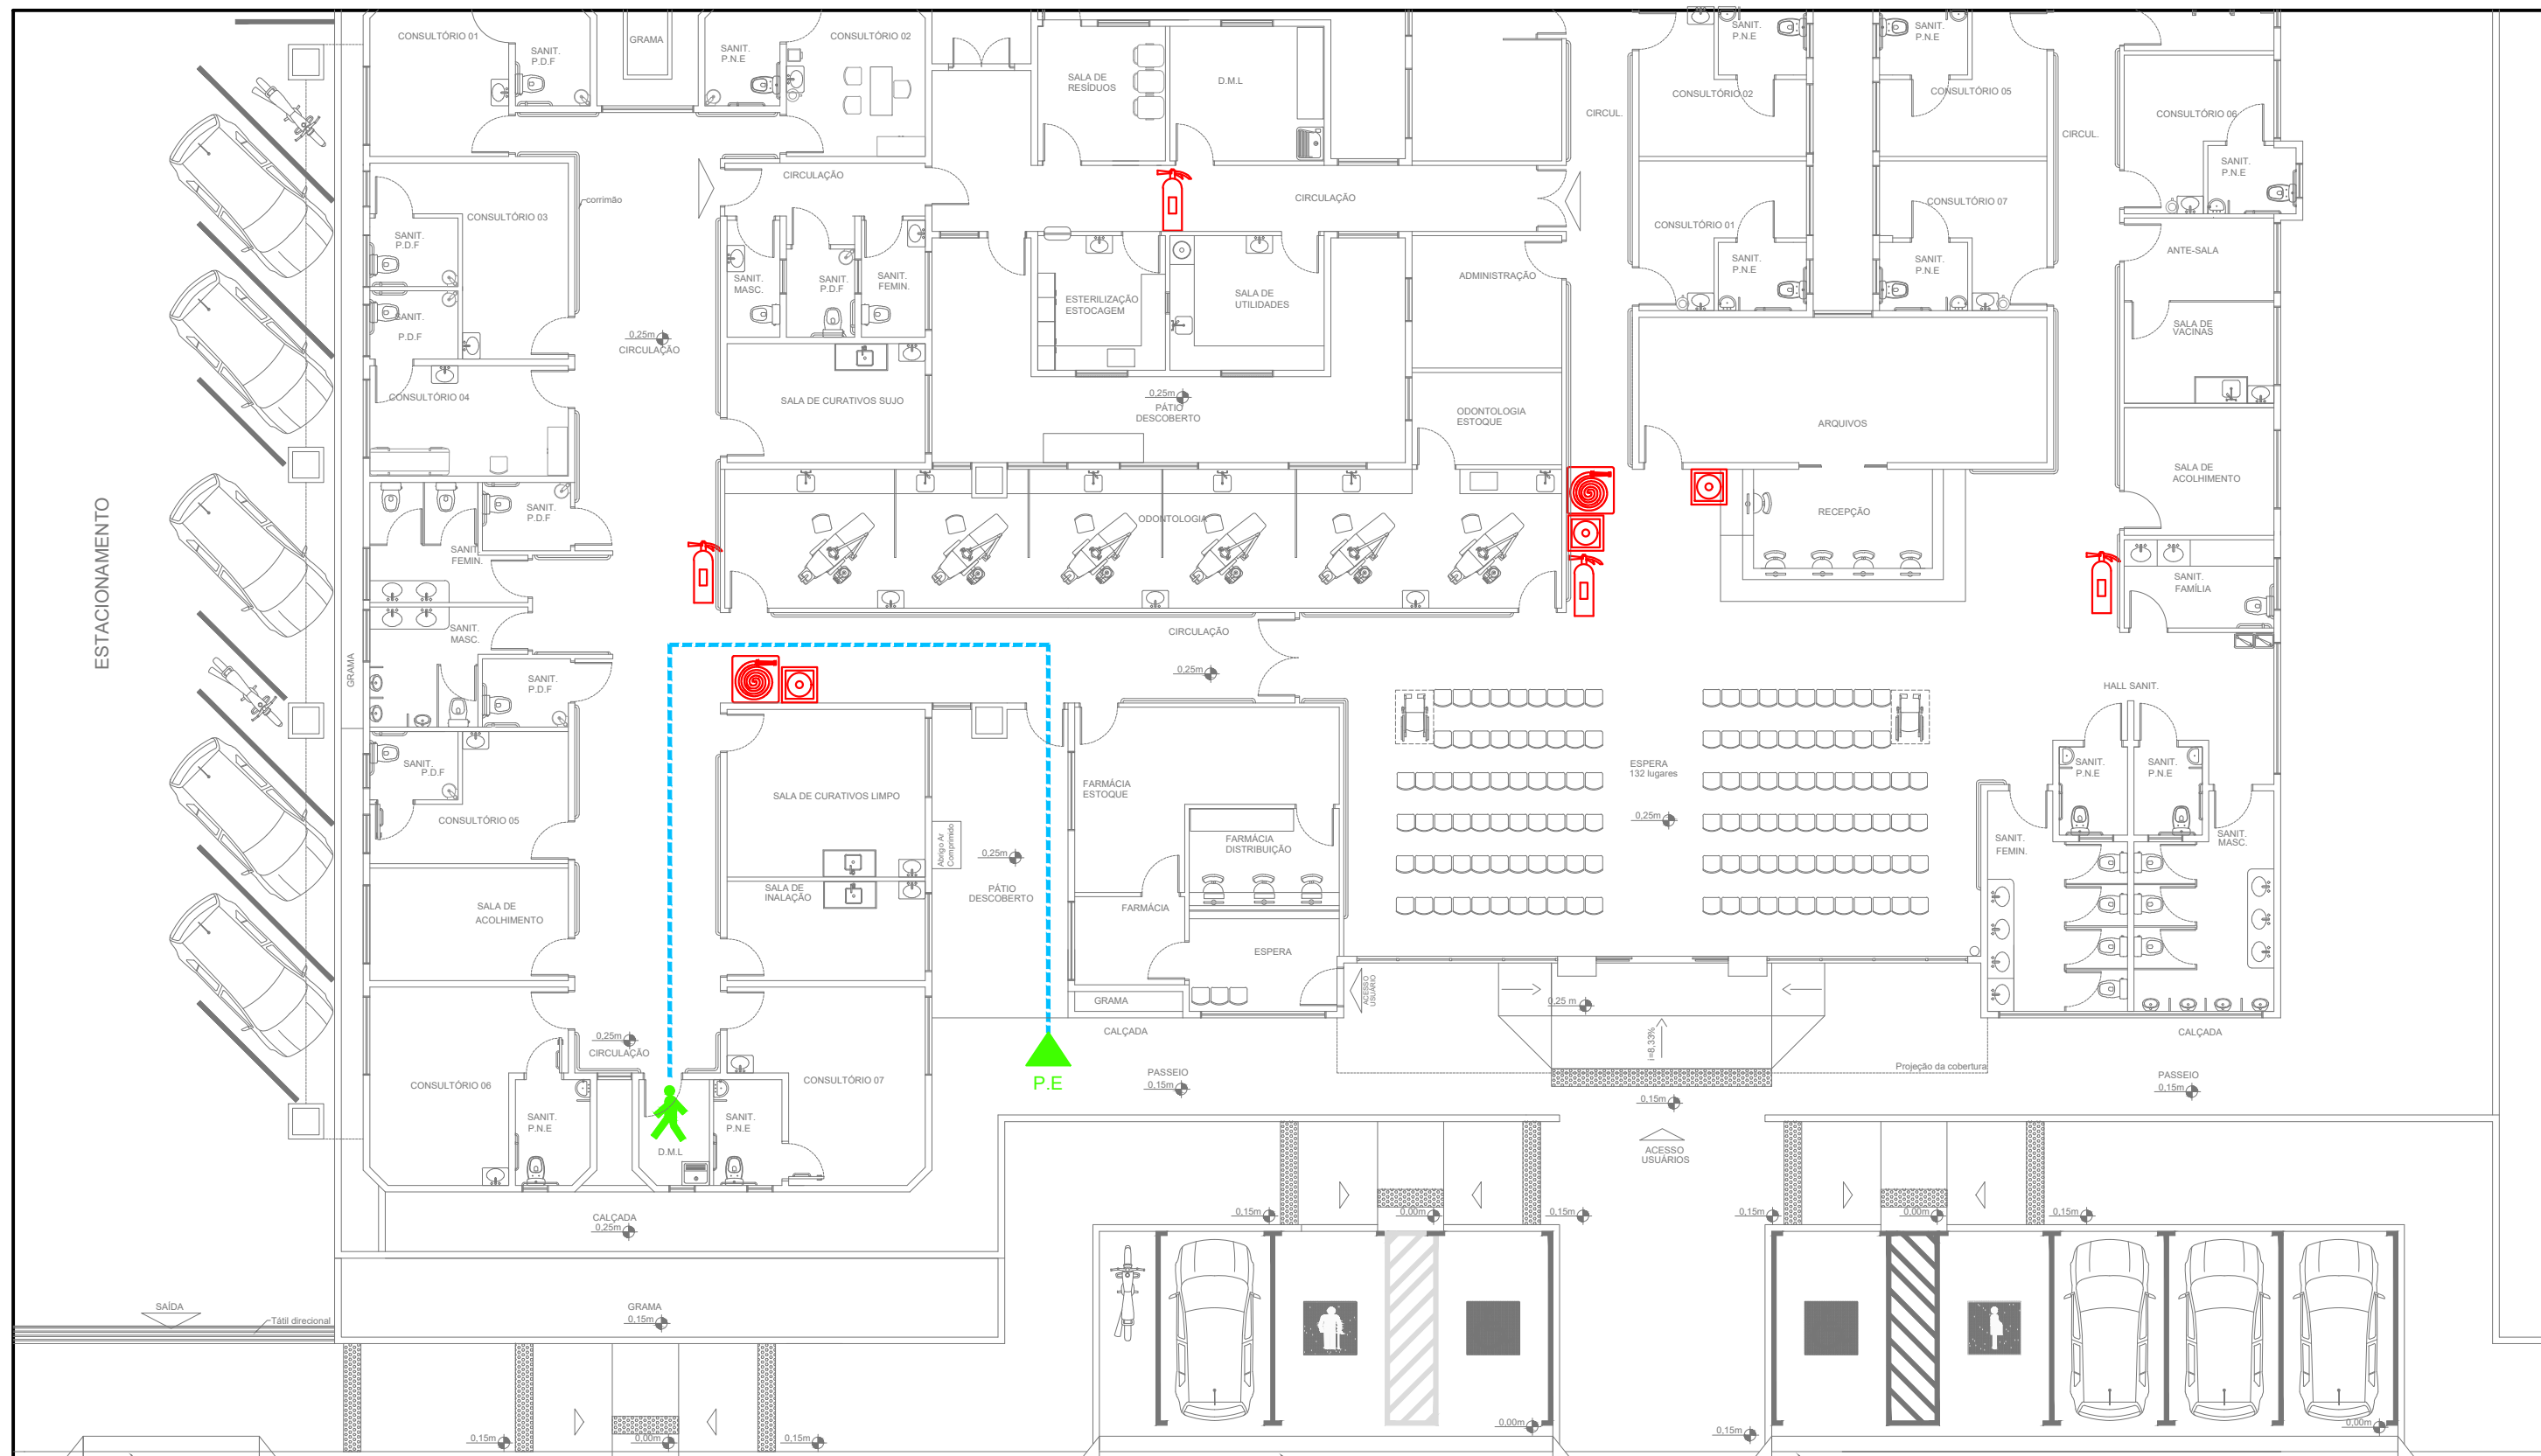 CONSULTÓRIO 01
SANIT.
P.D.F
GRAMA
SANIT.
P.N.E
CONSULTÓRIO 02
SALA DE
RESÍDUOS
D.M.L
CIRCUL.
SANIT.
P.N.E
CONSULTÓRIO 02
SANIT.
P.N.E
CONSULTÓRIO 05
CIRCUL.
CONSULTÓRIO 06
SANIT.
P.N.E
CIRCULAÇÃO
CIRCULAÇÃO
corrimão
CONSULTÓRIO 03
SANIT.
P.D.F
CONSULTÓRIO 01
SANIT.
P.N.E
CONSULTÓRIO 07
SANIT.
P.N.E
ANTE-SALA
SANIT.
MASC.
SANIT.
P.D.F
SANIT.
FEMIN.
ESTERILIZAÇÃO
ESTOCAGEM
SALA DE
UTILIDADES
ADMINISTRAÇÃO
SANIT.
P.D.F
0,25m
CIRCULAÇÃO
SALA DE
VACINAS
CONSULTÓRIO 04
SALA DE CURATIVOS SUJO
0,25m
PÁTIO
DESCOBERTO
ODONTOLOGIA
ESTOQUE
ARQUIVOS
SALA DE
ACOLHIMENTO
ESTACIONAMENTO
SANIT.
P.D.F
ODONTOLOGIA
RECEPÇÃO
SANIT.
FEMIN.
SANIT.
FAMÍLIA
SANIT.
MASC.
CIRCULAÇÃO
0,25m
GRAMA
SANIT.
P.D.F
HALL SANIT.
SANIT.
P.D.F
CONSULTÓRIO 05
SALA DE CURATIVOS LIMPO
FARMÁCIA
ESTOQUE
ESPERA
132 lugares
0,25m
SANIT.
P.N.E
SANIT.
P.N.E
Abrigo Ar
Comprimido
0,25m
PÁTIO
DESCOBERTO
FARMÁCIA
DISTRIBUIÇÃO
SANIT.
FEMIN.
SANIT.
MASC.
SALA DE
INALAÇÃO
SALA DE
ACOLHIMENTO
FARMÁCIA
ESPERA
ACESSO
USUÁRIO
GRAMA
CALÇADA
0,25 m
i=8,33%
CALÇADA
0,25m
CIRCULAÇÃO
CONSULTÓRIO 06
SANIT.
P.N.E
D.M.L
SANIT.
P.N.E
CONSULTÓRIO 07
P.E
PASSEIO
0,15m
Projeção da cobertura
PASSEIO
0,15m
0,15m
ACESSO
USUÁRIOS
CALÇADA
0,25m
0,15m
0,00m
0,15m
0,15m
0,00m
0,15m
SAÍDA
Tátil direcional
GRAMA
0,15m
0,15m
0,00m
0,15m
0,00m
0,15m
0,00m